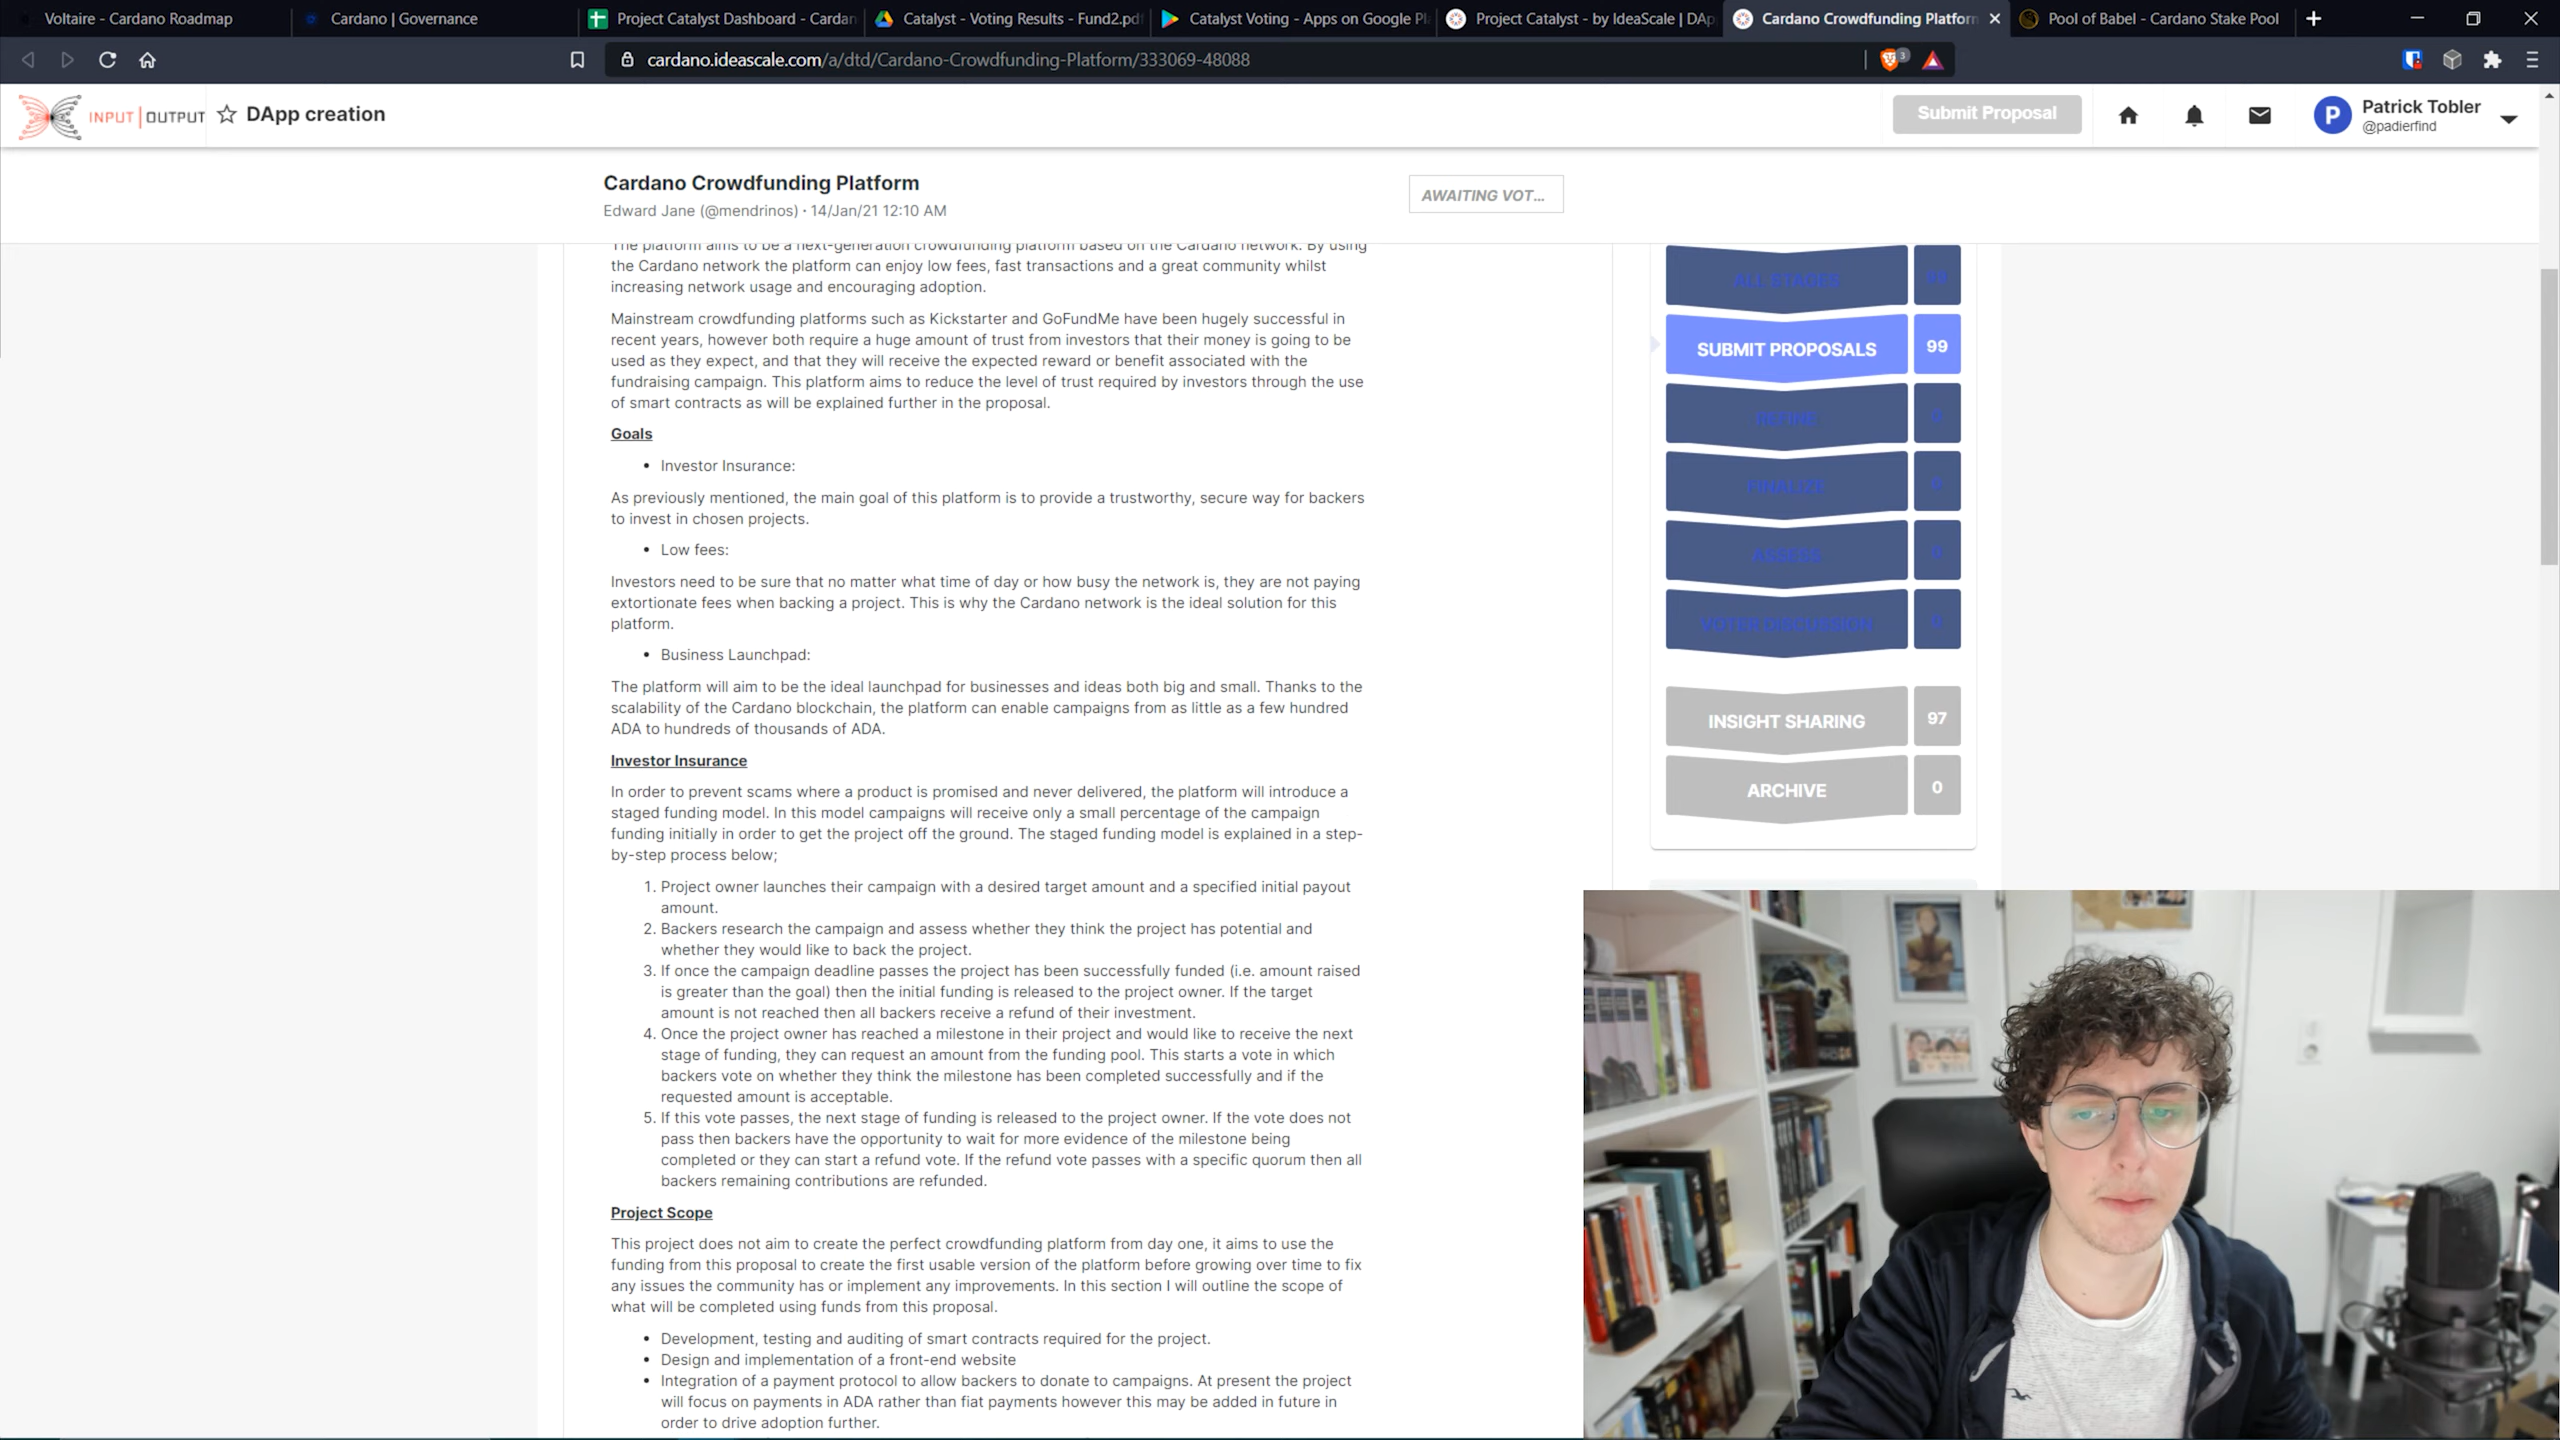 Voltaire - Cardano Roadmap
Cardano | Governance
Project Catalyst Dashboard - Cardan
Catalyst - Voting Results - Fund2.pdf
Catalyst Voting - Apps on Google Pl
Project Catalyst - by IdeaScale | DAp
Cardano Crowdfunding Platform
Pool of Babel - Cardano Stake Pool
cardano.ideascale.com/a/dtd/Cardano-Crowdfunding-Platform/333069-48088
3
INPUT | OUTPUT
DApp creation
Submit Proposal
P
Patrick Tobler
@padierfind
Cardano Crowdfunding Platform
Edward Jane (@mendrinos) · 14/Jan/21 12:10 AM
AWAITING VOT...
The platform aims to be a next-generation crowdfunding platform based on the Cardano network. By using
the Cardano network the platform can enjoy low fees, fast transactions and a great community whilst
increasing network usage and encouraging adoption.
Mainstream crowdfunding platforms such as Kickstarter and GoFundMe have been hugely successful in
recent years, however both require a huge amount of trust from investors that their money is going to be
used as they expect, and that they will receive the expected reward or benefit associated with the
fundraising campaign. This platform aims to reduce the level of trust required by investors through the use
of smart contracts as will be explained further in the proposal.
Goals
• Investor Insurance:
As previously mentioned, the main goal of this platform is to provide a trustworthy, secure way for backers
to invest in chosen projects.
• Low fees:
Investors need to be sure that no matter what time of day or how busy the network is, they are not paying
extortionate fees when backing a project. This is why the Cardano network is the ideal solution for this
platform.
• Business Launchpad:
The platform will aim to be the ideal launchpad for businesses and ideas both big and small. Thanks to the
scalability of the Cardano blockchain, the platform can enable campaigns from as little as a few hundred
ADA to hundreds of thousands of ADA.
Investor Insurance
In order to prevent scams where a product is promised and never delivered, the platform will introduce a
staged funding model. In this model campaigns will receive only a small percentage of the campaign
funding initially in order to get the project off the ground. The staged funding model is explained in a step-
by-step process below;
1. Project owner launches their campaign with a desired target amount and a specified initial payout
amount.
2. Backers research the campaign and assess whether they think the project has potential and
whether they would like to back the project.
3. If once the campaign deadline passes the project has been successfully funded (i.e. amount raised
is greater than the goal) then the initial funding is released to the project owner. If the target
amount is not reached then all backers receive a refund of their investment.
4. Once the project owner has reached a milestone in their project and would like to receive the next
stage of funding, they can request an amount from the funding pool. This starts a vote in which
backers vote on whether they think the milestone has been completed successfully and if the
requested amount is acceptable.
5. If this vote passes, the next stage of funding is released to the project owner. If the vote does not
pass then backers have the opportunity to wait for more evidence of the milestone being
completed or they can start a refund vote. If the refund vote passes with a specific quorum then all
backers remaining contributions are refunded.
Project Scope
This project does not aim to create the perfect crowdfunding platform from day one, it aims to use the
funding from this proposal to create the first usable version of the platform before growing over time to fix
any issues the community has or implement any improvements. In this section I will outline the scope of
what will be completed using funds from this proposal.
• Development, testing and auditing of smart contracts required for the project.
• Design and implementation of a front-end website
• Integration of a payment protocol to allow backers to donate to campaigns. At present the project
will focus on payments in ADA rather than fiat payments however this may be added in future in
order to drive adoption further.
ALL STAGES
SUBMIT PROPOSALS 99
REFINE 0
FINALIZE 0
ASSESS 0
VOTER DISCUSSION 0
INSIGHT SHARING 97
ARCHIVE 0